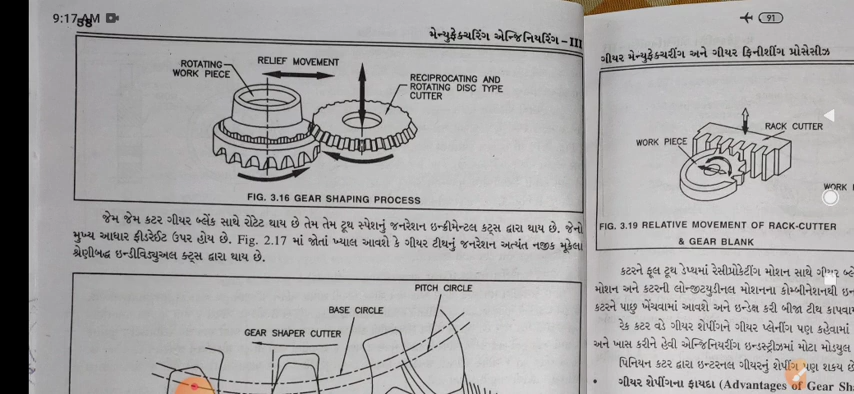 9:17 AM
91
મેન્યુફેક્ચરિંગ એન્જિનિયરિંગ – III
ROTATING
WORK PIECE
RELIEF MOVEMENT
RECIPROCATING AND
ROTATING DISC TYPE
CUTTER
FIG. 3.16 GEAR SHAPING PROCESS
જેમ જેમ કટર ગીયર બ્લેંક સાથે રોટેટ થાય છે તેમ તેમ ટૂથ સ્પેશનું જનરેશન ઇન્ક્રીમેન્ટલ કટ્સ દ્વારા થાય છે. જેનો
મુખ્ય આધાર ફીડરેઈટ ઉપર હોય છે. Fig. 2.17 માં જોતાં ખ્યાલ આવશે કે ગીયર ટીથનું જનરેશન અત્યંત નજીક મૂકેલા
શ્રેણીબદ્ધ ઇન્ડીવિડ્યુઅલ કટ્સ દ્વારા થાય છે.
PITCH CIRCLE
BASE CIRCLE
GEAR SHAPER CUTTER
ગીયર મેન્યુફેક્ચરીંગ અને ગીયર ફિનીશીંગ પ્રોસેસીઝ
RACK CUTTER
WORK PIECE
WORK
FIG. 3.19 RELATIVE MOVEMENT OF RACK-CUTTER
& GEAR BLANK
કટરને ફૂલ ટૂથ ડેપ્થમાં રેસીપ્રોકેટીંગ મોશન સાથે ગીયર
મોશન અને કટરની લોન્જીટયુડીનલ મોશનના કોમ્બીનેશનથી
કટરને પાછુ ખેંચવામાં આવશે અને ઇન્ડેક્ષ કરી બીજા ટીથ
રેક કટર વડે ગીયર શેપીંગને ગીયર પ્લેનીંગ પણ કહેવામાં
અને ખાસ કરીને હેવી એન્જિનિયરીંગ ઇન્ડસ્ટ્રીઝમાં મોટા મોડયુલ
પિનિયન કટર દ્વારા ઇન્ટરનલ ગીયરનું શેપીંગ પણ શક્ય છે
• ગીયર શેપીંગના ફાયદા (Advantages of Gear